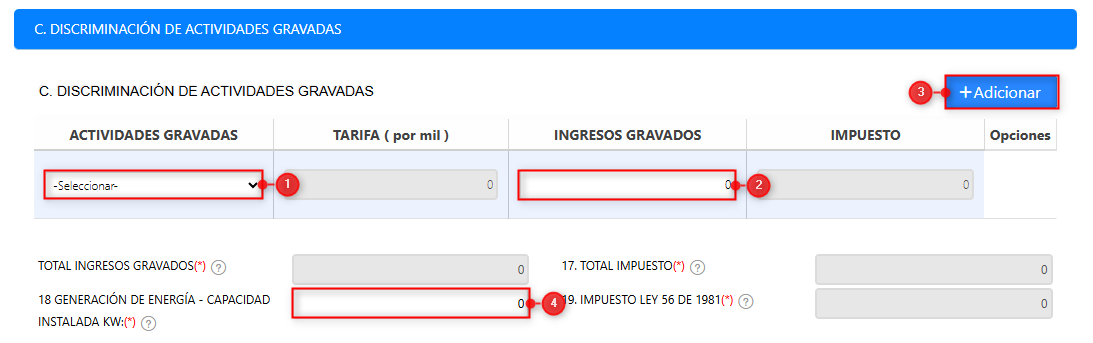 C. DISCRIMINACIÓN DE ACTIVIDADES GRAVADAS
C. DISCRIMINACIÓN DE ACTIVIDADES GRAVADAS
3
+Adicionar
ACTIVIDADES GRAVADAS TARIFA ( por mil ) INGRESOS GRAVADOS IMPUESTO Opciones
-Seleccionar- 1 0 0 2 0
TOTAL INGRESOS GRAVADOS(*) ? 0 17. TOTAL IMPUESTO(*) ? 0
18 GENERACIÓN DE ENERGÍA - CAPACIDAD 0 4 19. IMPUESTO LEY 56 DE 1981(*) ? 0
INSTALADA KW:(*) ?